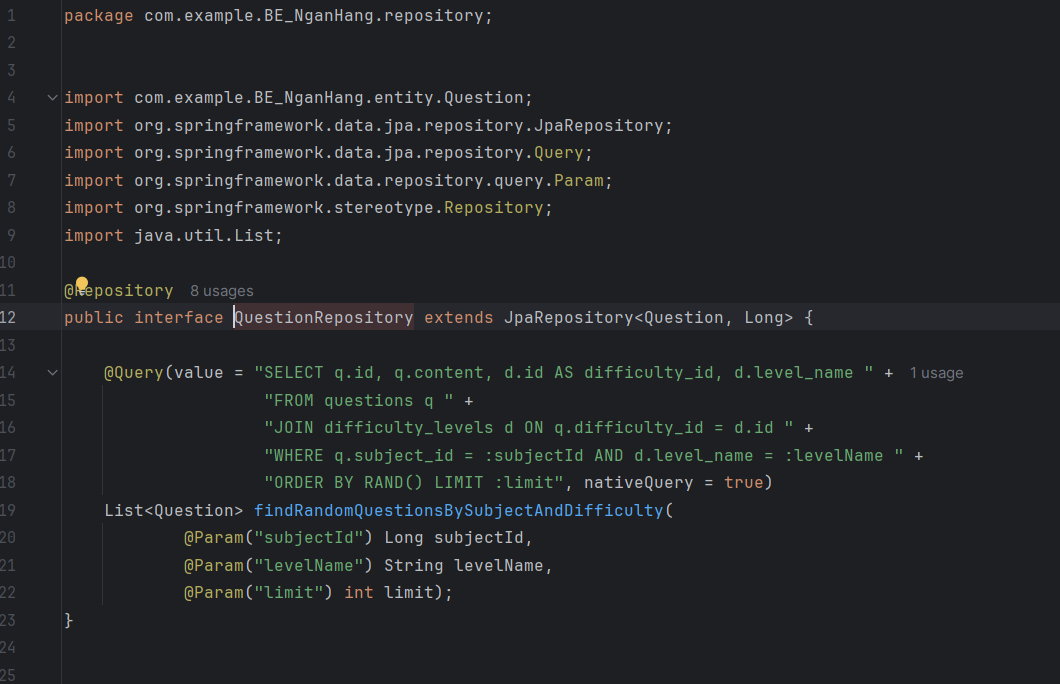 1 package com.example.BE_NganHang.repository;
2
3
4 import com.example.BE_NganHang.entity.Question;
5 import org.springframework.data.jpa.repository.JpaRepository;
6 import org.springframework.data.jpa.repository.Query;
7 import org.springframework.data.repository.query.Param;
8 import org.springframework.stereotype.Repository;
9 import java.util.List;
10
11 @Repository 8 usages
12 public interface QuestionRepository extends JpaRepository<Question, Long> {
13
14 @Query(value = "SELECT q.id, q.content, d.id AS difficulty_id, d.level_name " + 1 usage
15 "FROM questions q " +
16 "JOIN difficulty_levels d ON q.difficulty_id = d.id " +
17 "WHERE q.subject_id = :subjectId AND d.level_name = :levelName " +
18 "ORDER BY RAND() LIMIT :limit", nativeQuery = true)
19 List<Question> findRandomQuestionsBySubjectAndDifficulty(
20 @Param("subjectId") Long subjectId,
21 @Param("levelName") String levelName,
22 @Param("limit") int limit);
23 }
24
25